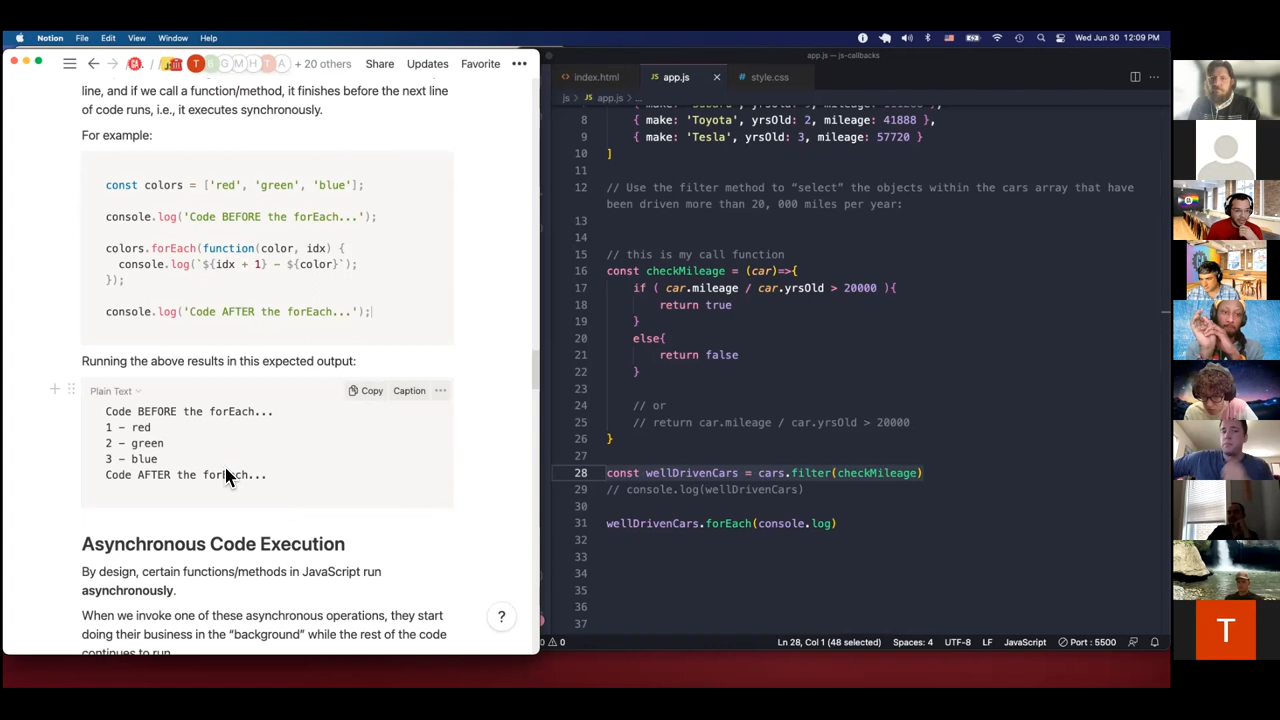 Notion File Edit View Window Help
Wed Jun 30 12:09 PM
T G M H T A + 20 others Share Updates Favorite •••
line, and if we call a function/method, it finishes before the next
line of code runs, i.e., it executes synchronously.
For example:
const colors = ['red', 'green', 'blue'];
console.log('Code BEFORE the forEach...');
colors.forEach(function(color, idx) {
console.log(`${idx + 1} - ${color}`);
});
console.log('Code AFTER the forEach...');
Running the above results in this expected output:
Plain Text Copy Caption •••
Code BEFORE the forEach...
1 - red
2 - green
3 - blue
Code AFTER the forEach...
Asynchronous Code Execution
By design, certain functions/methods in JavaScript run
asynchronously.
When we invoke one of these asynchronous operations, they start
doing their business in the “background” while the rest of the code
continues to run.
?
app.js — js-callbacks
index.html app.js style.css
js > app.js > ...
8 { make: 'Toyota', yrsOld: 2, mileage: 41888 },
9 { make: 'Tesla', yrsOld: 3, mileage: 57720 }
10 ]
11
12 // Use the filter method to “select” the objects within the cars array that have
been driven more than 20, 000 miles per year:
13
14
15 // this is my call function
16 const checkMileage = (car)=>{
17 if ( car.mileage / car.yrsOld > 20000 ){
18 return true
19 }
20 else{
21 return false
22 }
23
24 // or
25 // return car.mileage / car.yrsOld > 20000
26 }
27
28 const wellDrivenCars = cars.filter(checkMileage)
29 // console.log(wellDrivenCars)
30
31 wellDrivenCars.forEach(console.log)
32
33
34
35
36
37
0 Ln 28, Col 1 (48 selected) Spaces: 4 UTF-8 LF JavaScript Port : 5500
T